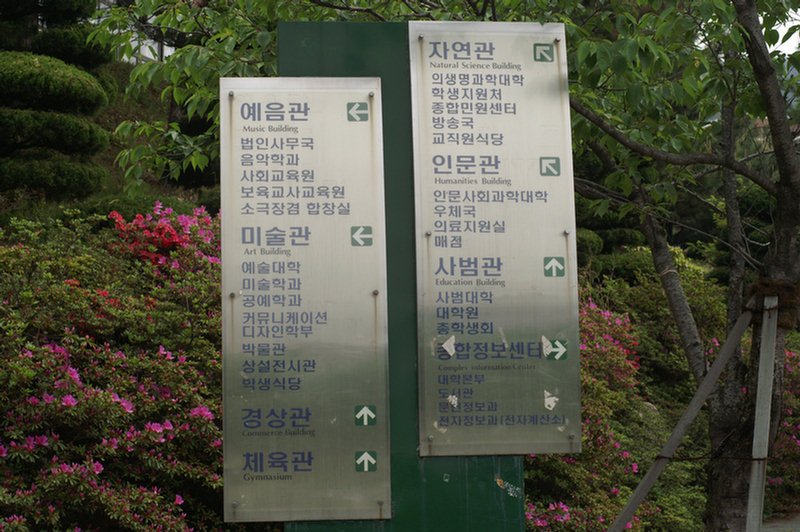 예음관
Music Building
법인사무국
음악학과
사회교육원
보육교사교육원
소극장겸 합창실
미술관
Art Building
예술대학
미술학과
공예학과
커뮤니케이션
디자인학부
박물관
상설전시관
학생식당
경상관
Commerce Building
체육관
Gymnasium
자연관
Natural Science Building
의생명과학대학
학생지원처
종합민원센터
방송국
교직원식당
인문관
Humanities Building
인문사회과학대학
우체국
의료지원실
매점
사범관
Education Building
사범대학
대학원
총학생회
종합정보센터
Complex Information Center
대학본부
도서관
문헌정보과
전자정보과(전자계산소)